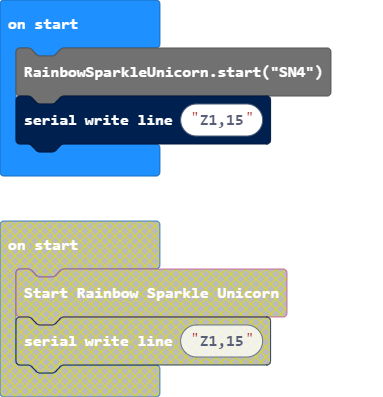 on start
RainbowSparkleUnicorn.start("SN4")
serial write line "Z1,15"
on start
Start Rainbow Sparkle Unicorn
serial write line "Z1,15"